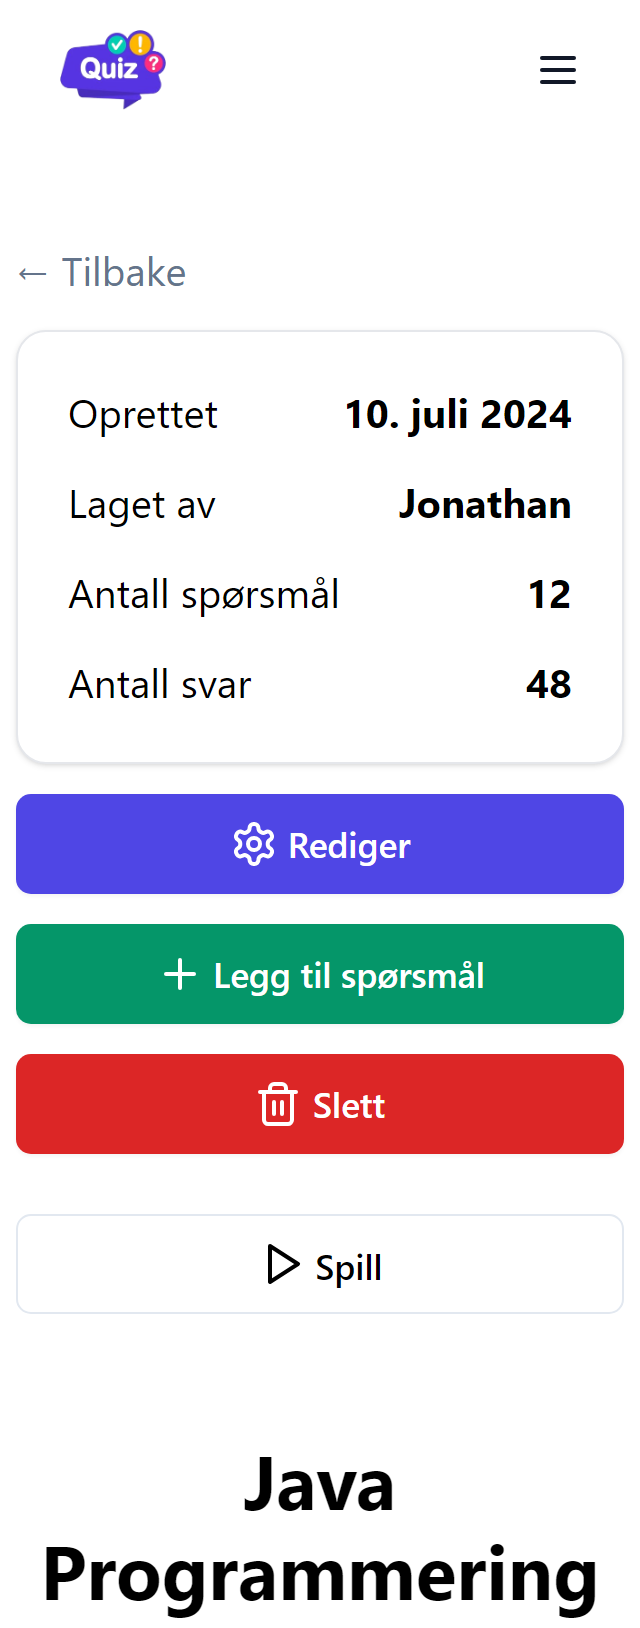 Quiz
← Tilbake
Oprettet 10. juli 2024
Laget av Jonathan
Antall spørsmål 12
Antall svar 48
Rediger
Legg til spørsmål
Slett
Spill
Java
Programmering